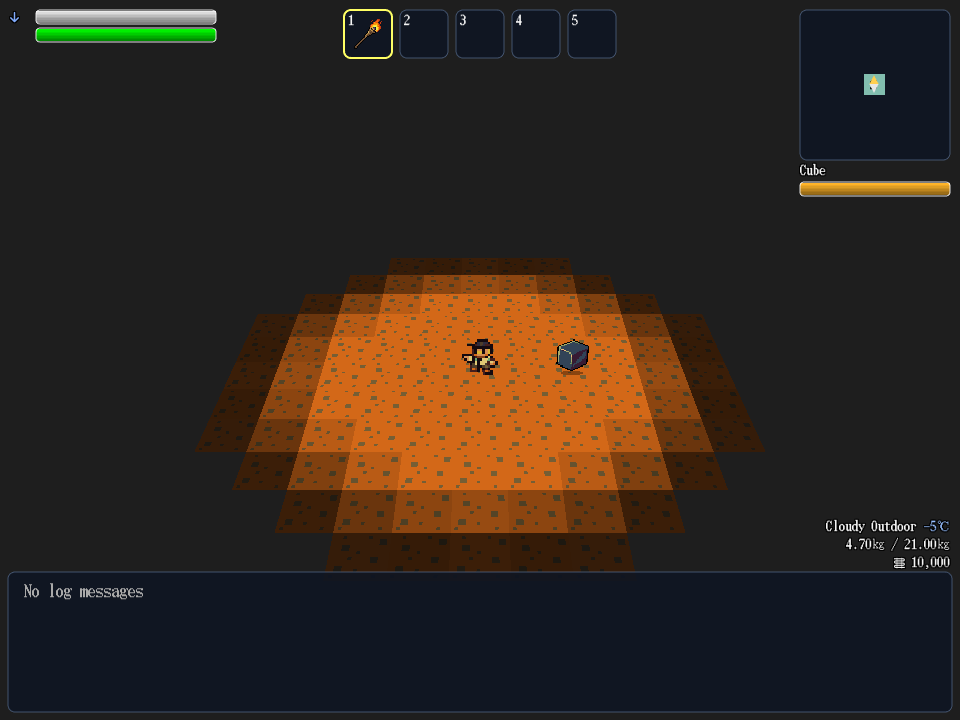 1 2 3 4 5
Cube
Cloudy Outdoor -5℃
4.70kg / 21.00kg
10,000
No log messages